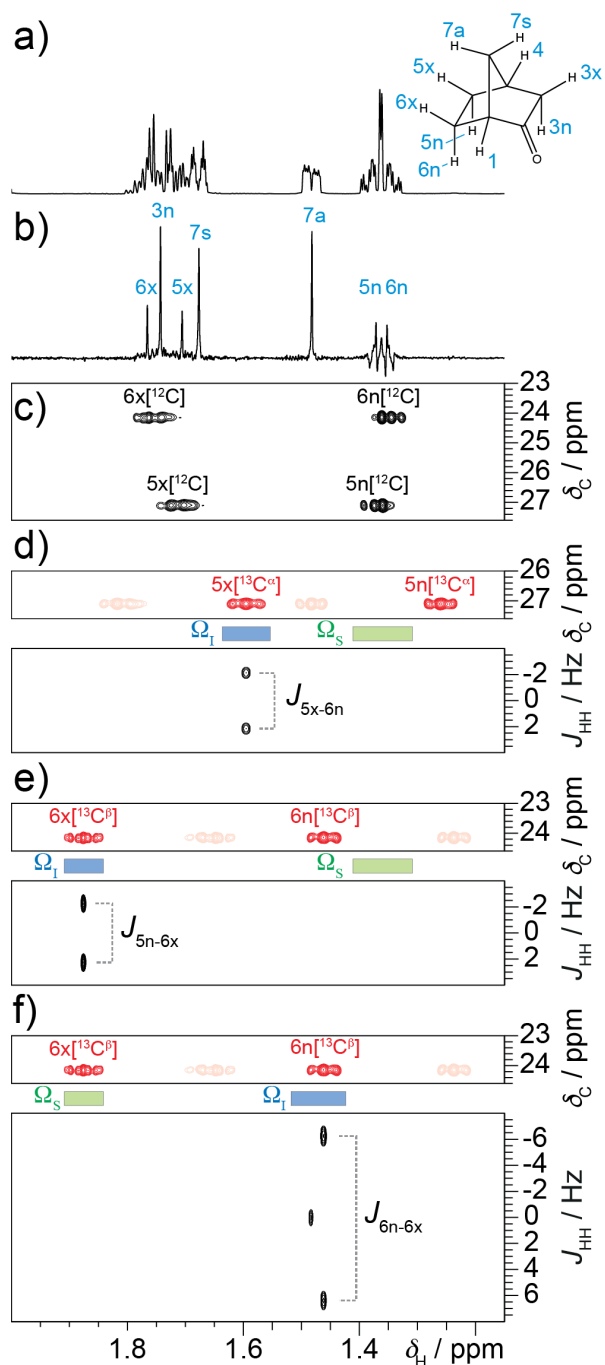 a)
7a
7s
H
H
H
4
5x
H
H
3x
6x
H
H
H
3n
5n
6n
H
H
1
O
b)
3n
7s
7a
6x
5x
5n 6n
c)
6x[¹²C]
6n[¹²C]
5x[¹²C]
5n[¹²C]
23
24
25
26
27
δC / ppm
d)
5x[¹³Cα]
5n[¹³Cα]
26
27
δC / ppm
ΩI
ΩS
J5x-6n
-2
0
2
JHH / Hz
e)
6x[¹³Cβ]
6n[¹³Cβ]
23
24
δC / ppm
ΩI
ΩS
J5n-6x
-2
0
2
JHH / Hz
f)
6x[¹³Cβ]
6n[¹³Cβ]
23
24
δC / ppm
ΩS
ΩI
J6n-6x
-6
-4
-2
0
2
4
6
JHH / Hz
1.8
1.6
1.4
δH / ppm